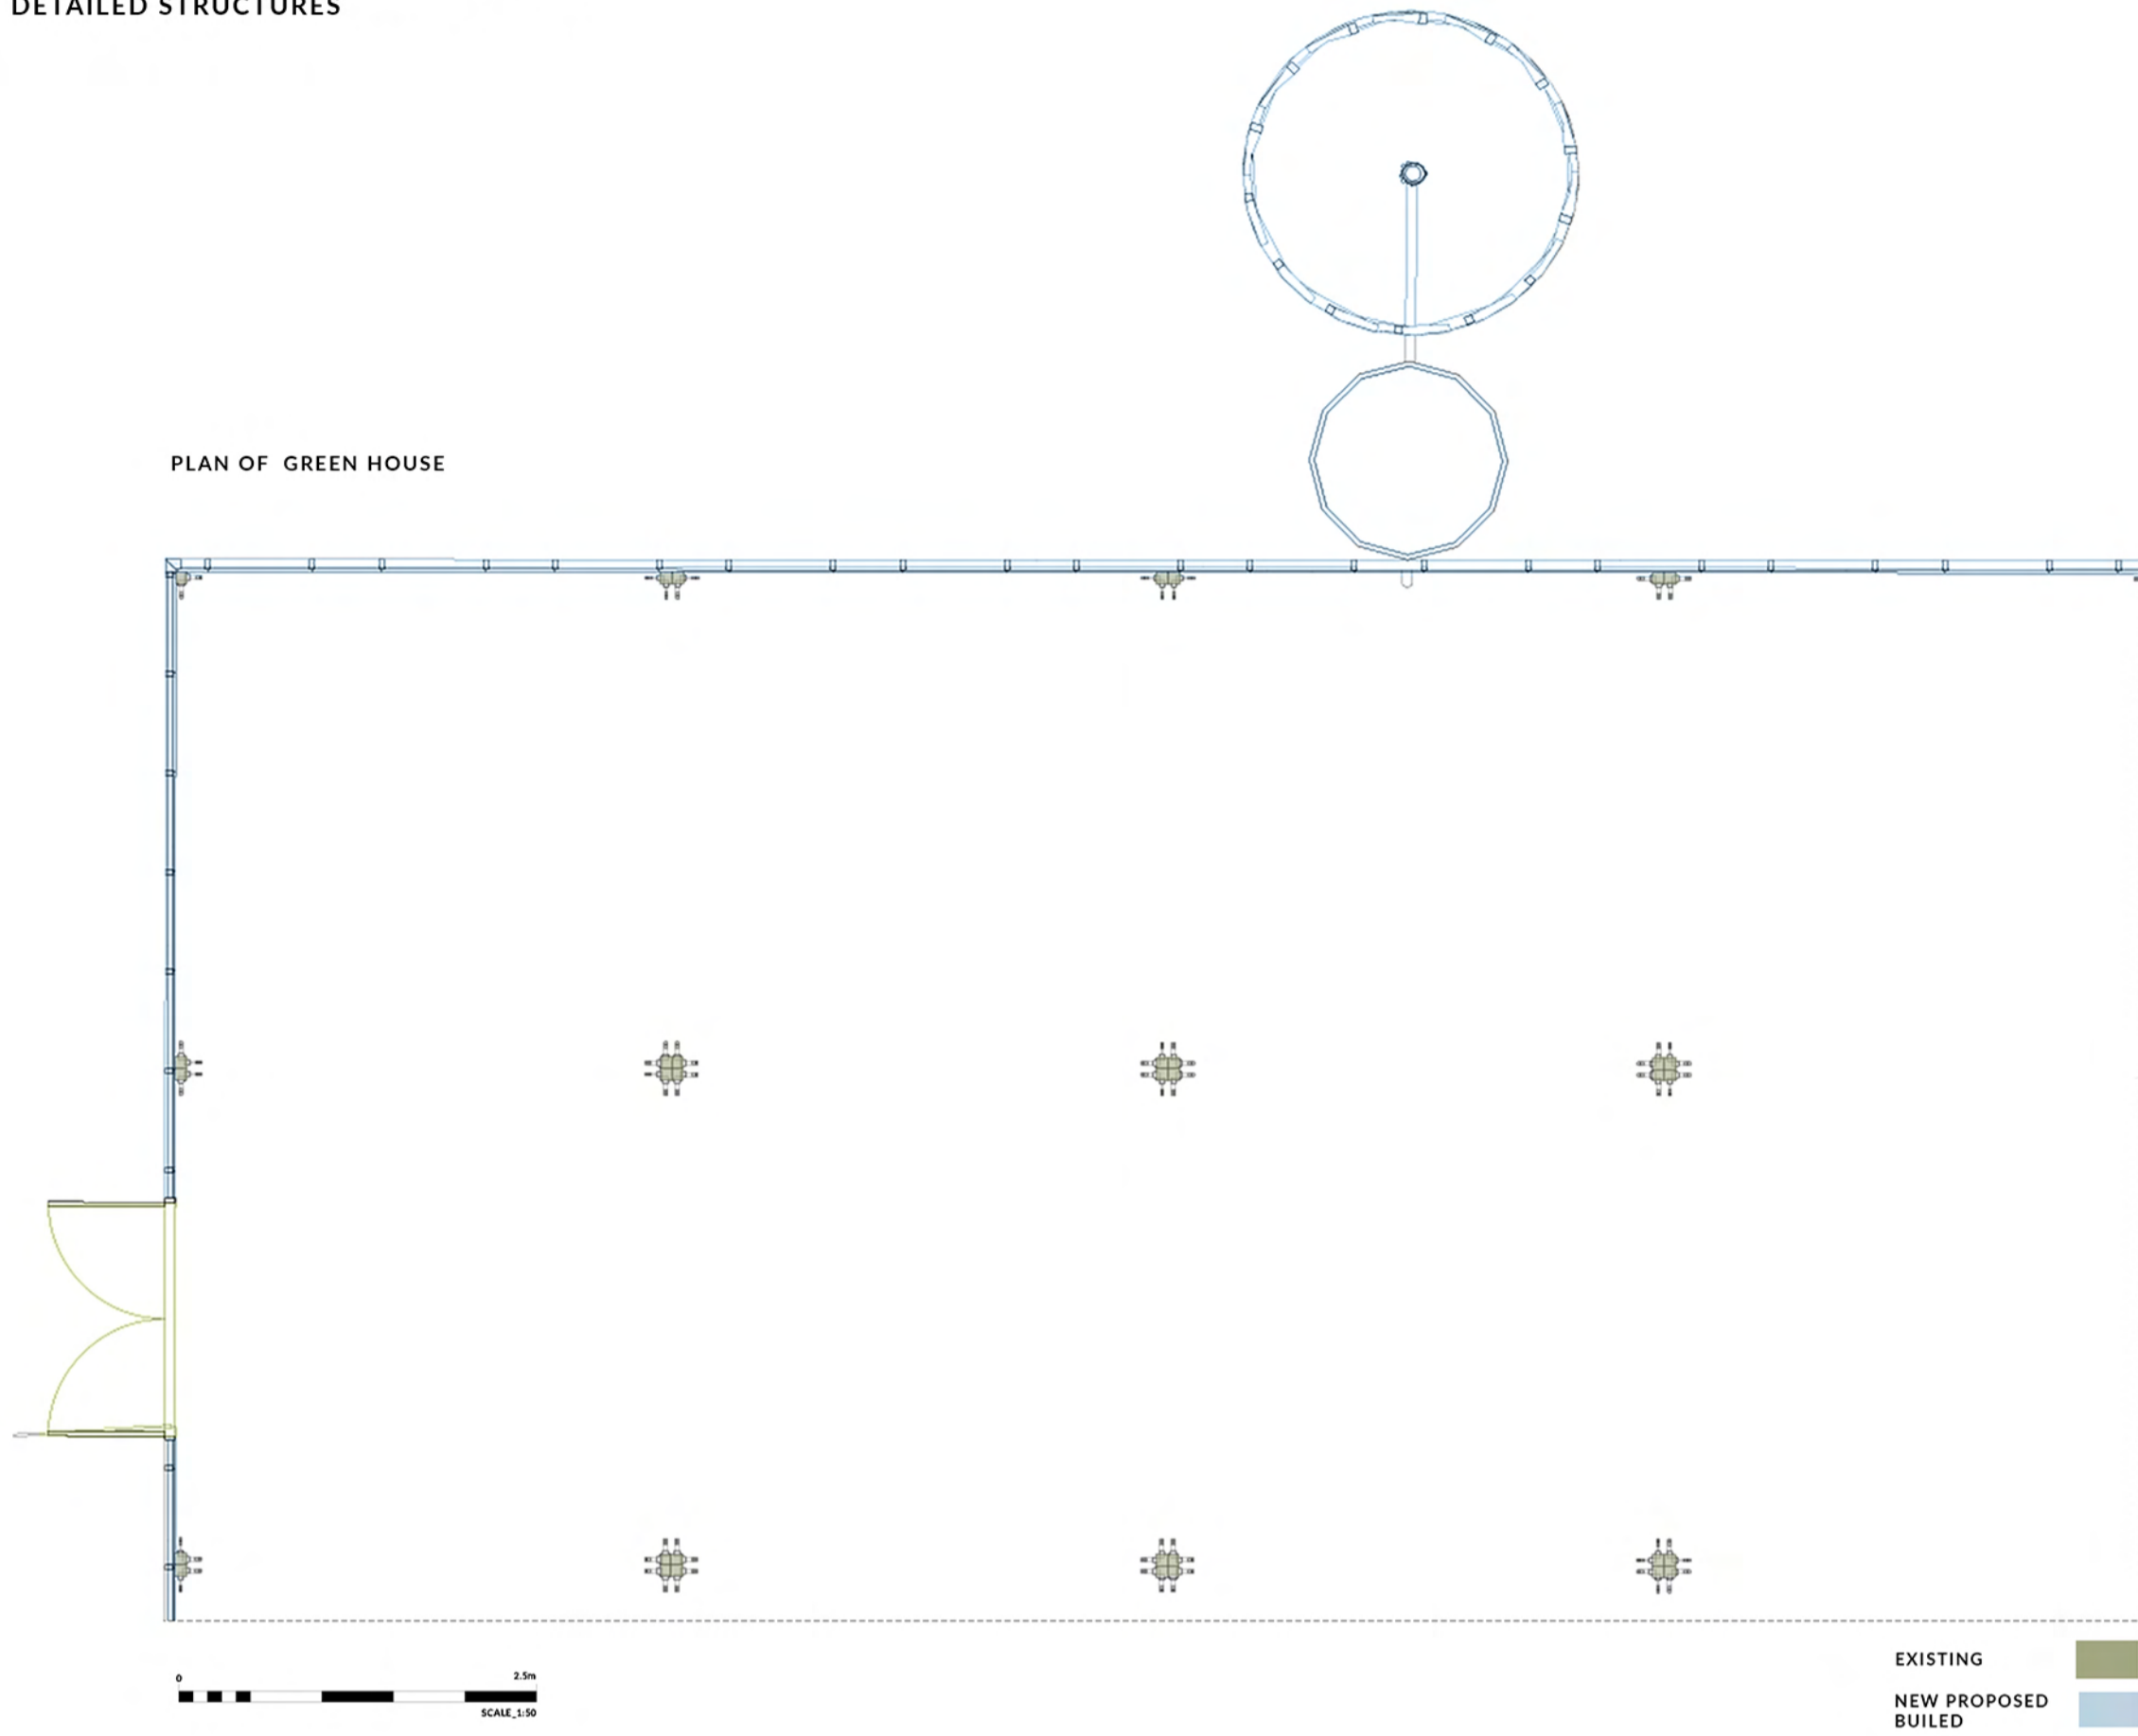 DETAILED STRUCTURES
PLAN OF GREEN HOUSE
0 2.5m
SCALE_1:50
EXISTING
NEW PROPOSED
BUILED